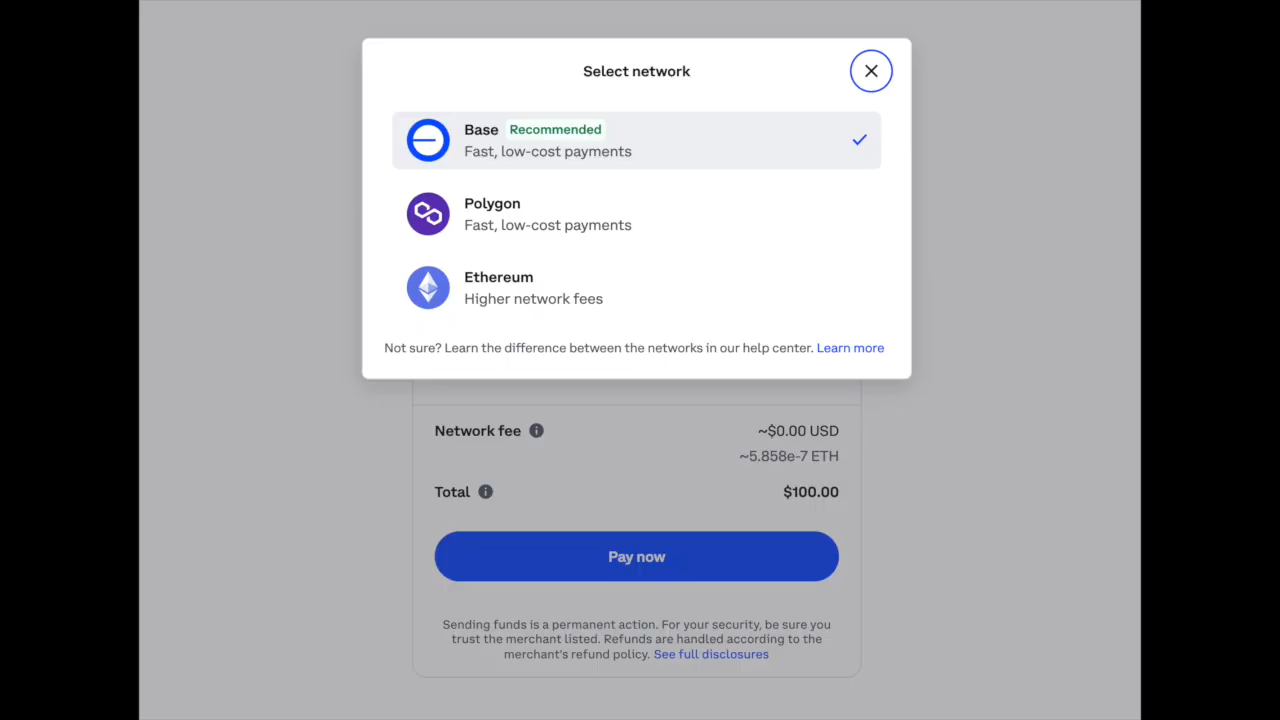 Select network
Base Recommended
Fast, low-cost payments
Polygon
Fast, low-cost payments
Ethereum
Higher network fees
Not sure? Learn the difference between the networks in our help center. Learn more
Network fee ~$0.00 USD
~5.858e-7 ETH
Total $100.00
Pay now
Sending funds is a permanent action. For your security, be sure you
trust the merchant listed. Refunds are handled according to the
merchant's refund policy. See full disclosures